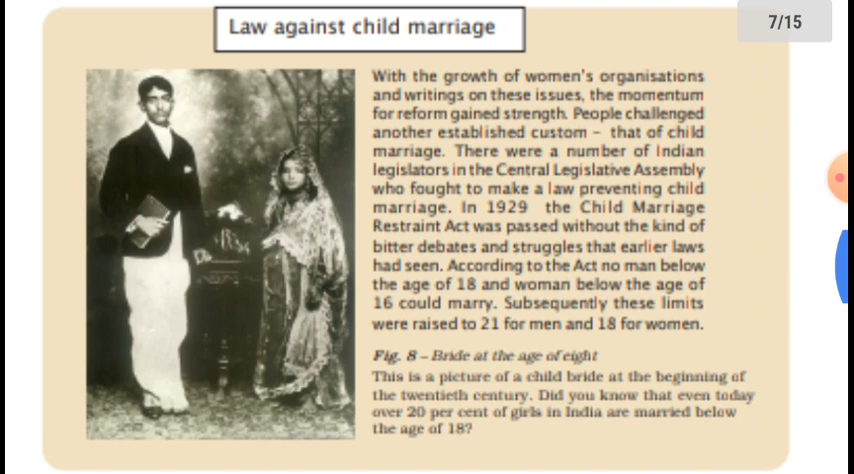 Law against child marriage
7/15
With the growth of women's organisations
and writings on these issues, the momentum
for reform gained strength. People challenged
another established custom – that of child
marriage. There were a number of Indian
legislators in the Central Legislative Assembly
who fought to make a law preventing child
marriage. In 1929 the Child Marriage
Restraint Act was passed without the kind of
bitter debates and struggles that earlier laws
had seen. According to the Act no man below
the age of 18 and woman below the age of
16 could marry. Subsequently these limits
were raised to 21 for men and 18 for women.
Fig. 8 – Bride at the age of eight
This is a picture of a child bride at the beginning of
the twentieth century. Did you know that even today
over 20 per cent of girls in India are married below
the age of 18?